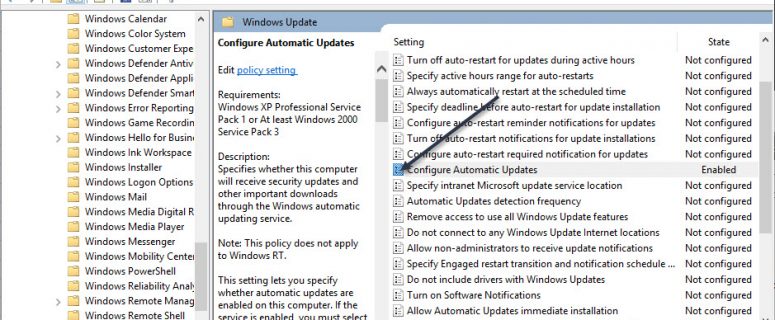 Windows Calendar
Windows Color System
Windows Customer Expe
Windows Defender Antiv
Windows Defender Applic
Windows Defender Smart
Windows Error Reporting
Windows Game Recording
Windows Hello for Busine
Windows Ink Workspace
Windows Installer
Windows Logon Options
Windows Mail
Windows Media Digital R
Windows Media Player
Windows Messenger
Windows Mobility Center
Windows PowerShell
Windows Reliability Analy
Windows Remote Manag
Windows Remote Shell
Windows Update
Configure Automatic Updates
Edit policy setting
Requirements:
Windows XP Professional Service
Pack 1 or At least Windows 2000
Service Pack 3
Description:
Specifies whether this computer
will receive security updates and
other important downloads
through the Windows automatic
updating service.
Note: This policy does not apply
to Windows RT.
This setting lets you specify
whether automatic updates are
enabled on this computer. If the
service is enabled, you must select
Setting State
Turn off auto-restart for updates during active hours Not configured
Specify active hours range for auto-restarts Not configured
Always automatically restart at the scheduled time Not configured
Specify deadline before auto-restart for update installation Not configured
Configure auto-restart reminder notifications for updates Not configured
Turn off auto-restart notifications for update installations Not configured
Configure auto-restart required notification for updates Not configured
Configure Automatic Updates Enabled
Specify intranet Microsoft update service location Not configured
Automatic Updates detection frequency Not configured
Remove access to use all Windows Update features Not configured
Do not connect to any Windows Update Internet locations Not configured
Allow non-administrators to receive update notifications Not configured
Specify Engaged restart transition and notification schedule ... Not configured
Do not include drivers with Windows Updates Not configured
Turn on Software Notifications Not configured
Allow Automatic Updates immediate installation Not configured